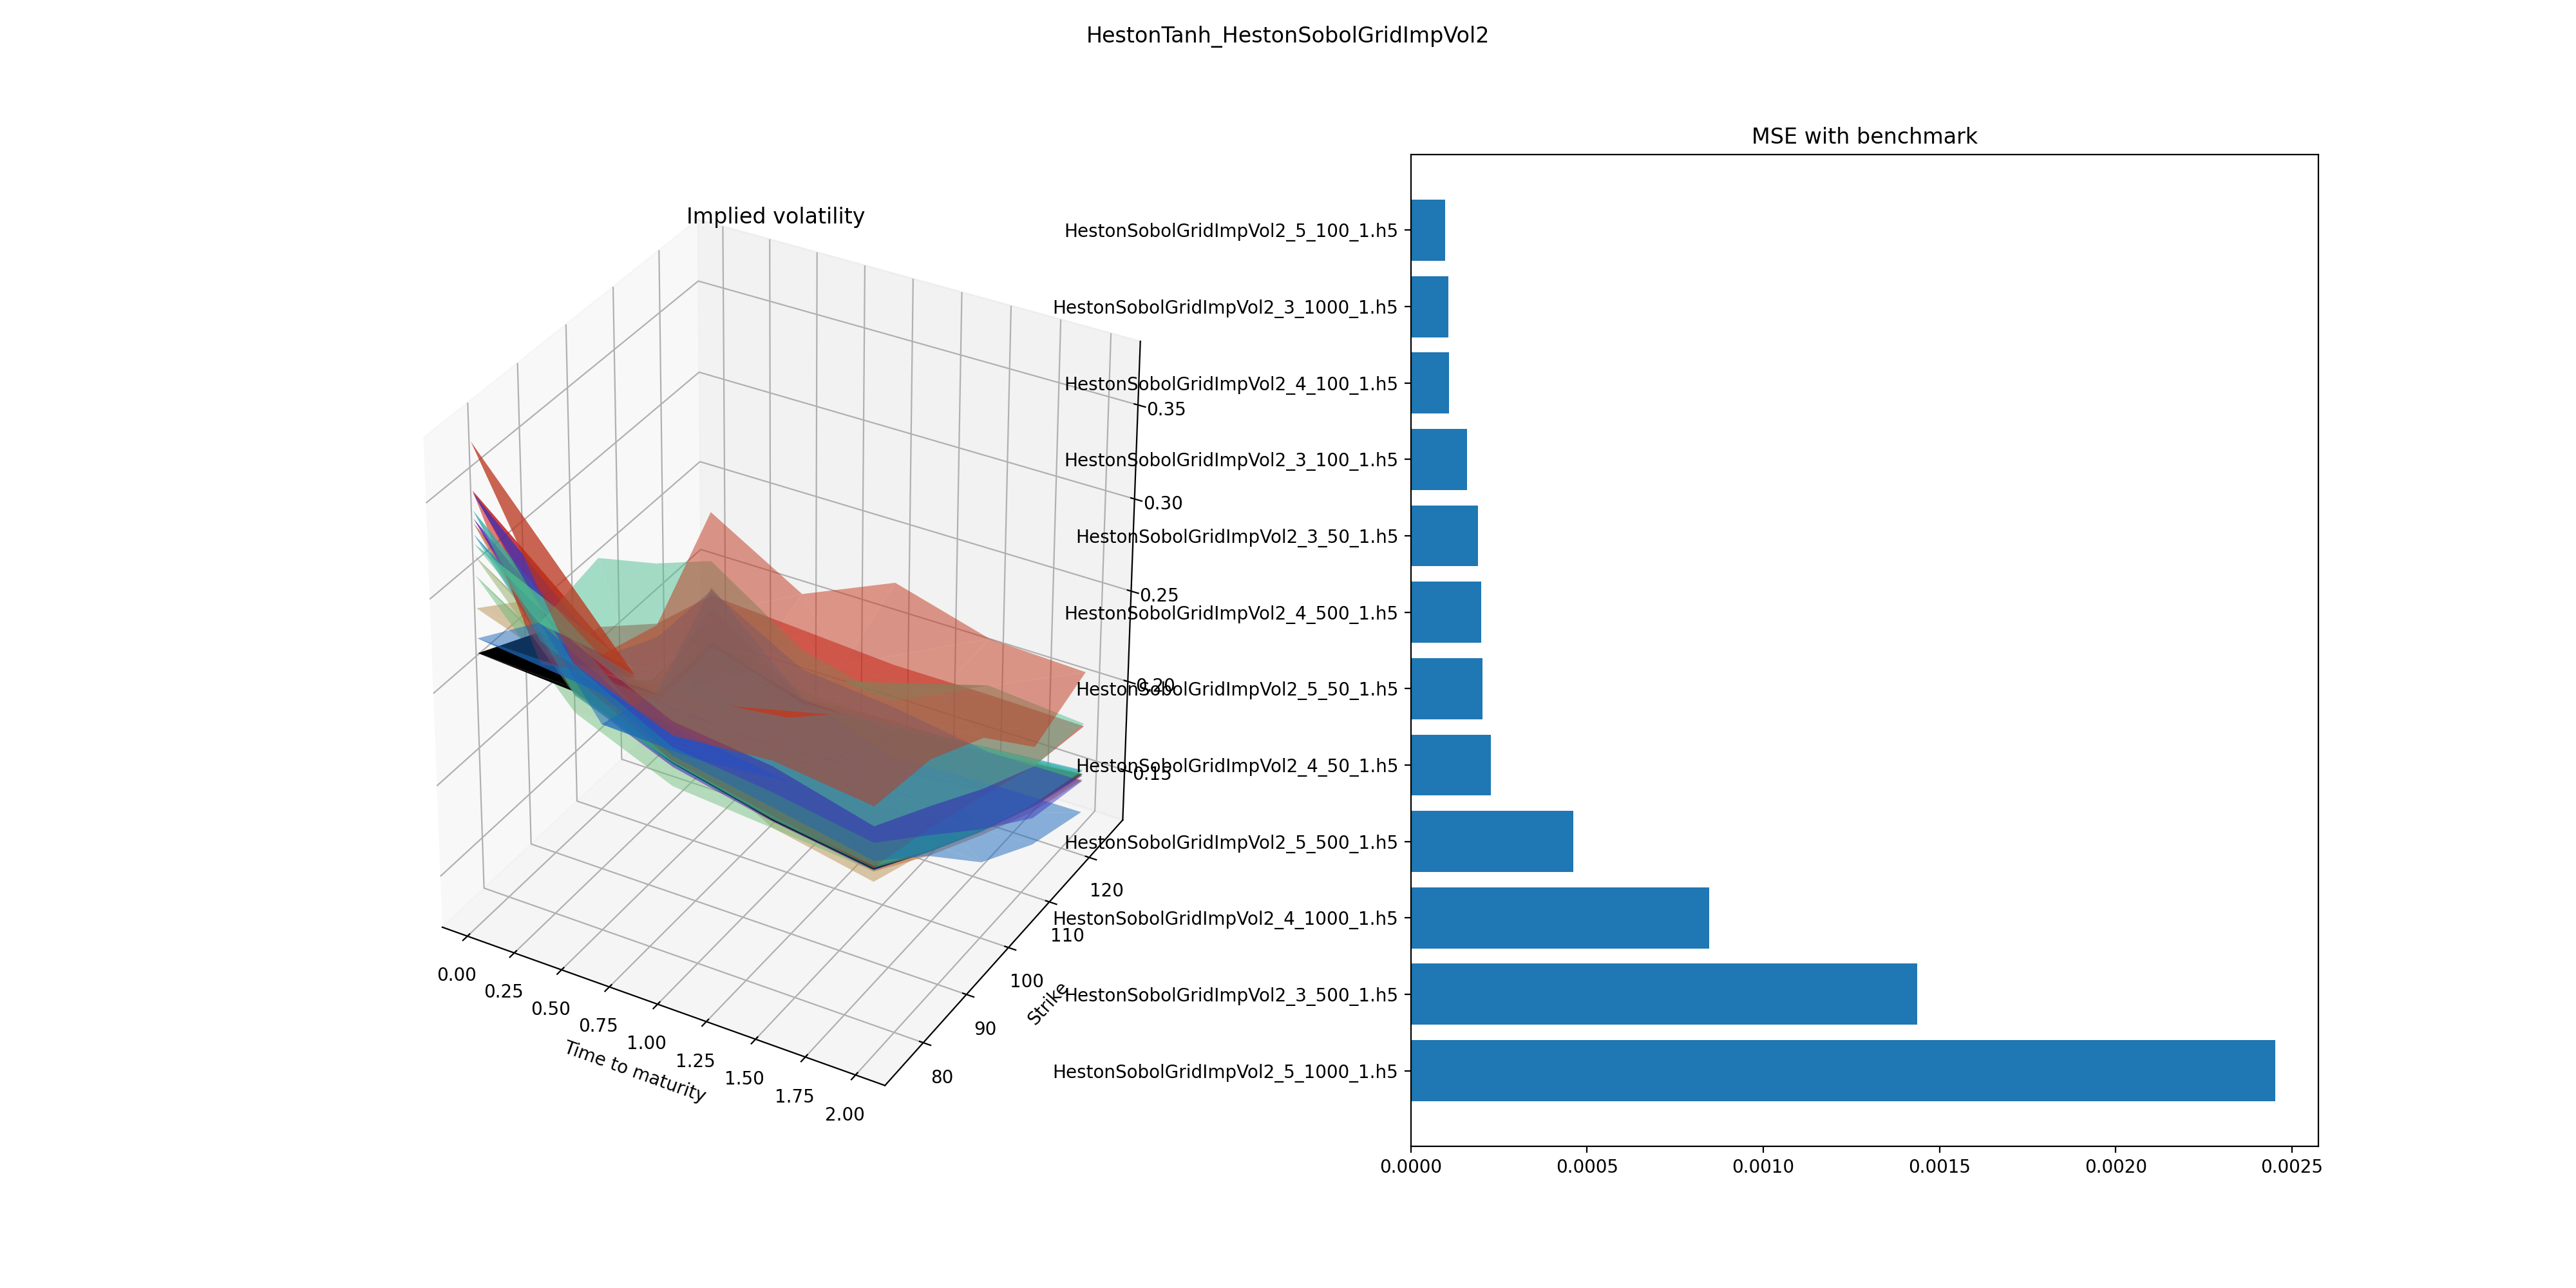 HestonTanh_HestonSobolGridImpVol2
Implied volatility
0.35
0.30
0.25
0.20
0.15
120
110
100
90
80
Strike
0.00
0.25
0.50
0.75
1.00
1.25
1.50
1.75
2.00
Time to maturity
MSE with benchmark
HestonSobolGridImpVol2_5_100_1.h5
HestonSobolGridImpVol2_3_1000_1.h5
HestonSobolGridImpVol2_4_100_1.h5
HestonSobolGridImpVol2_3_100_1.h5
HestonSobolGridImpVol2_3_50_1.h5
HestonSobolGridImpVol2_4_500_1.h5
HestonSobolGridImpVol2_5_50_1.h5
HestonSobolGridImpVol2_4_50_1.h5
HestonSobolGridImpVol2_5_500_1.h5
HestonSobolGridImpVol2_4_1000_1.h5
HestonSobolGridImpVol2_3_500_1.h5
HestonSobolGridImpVol2_5_1000_1.h5
0.0000 0.0005 0.0010 0.0015 0.0020 0.0025